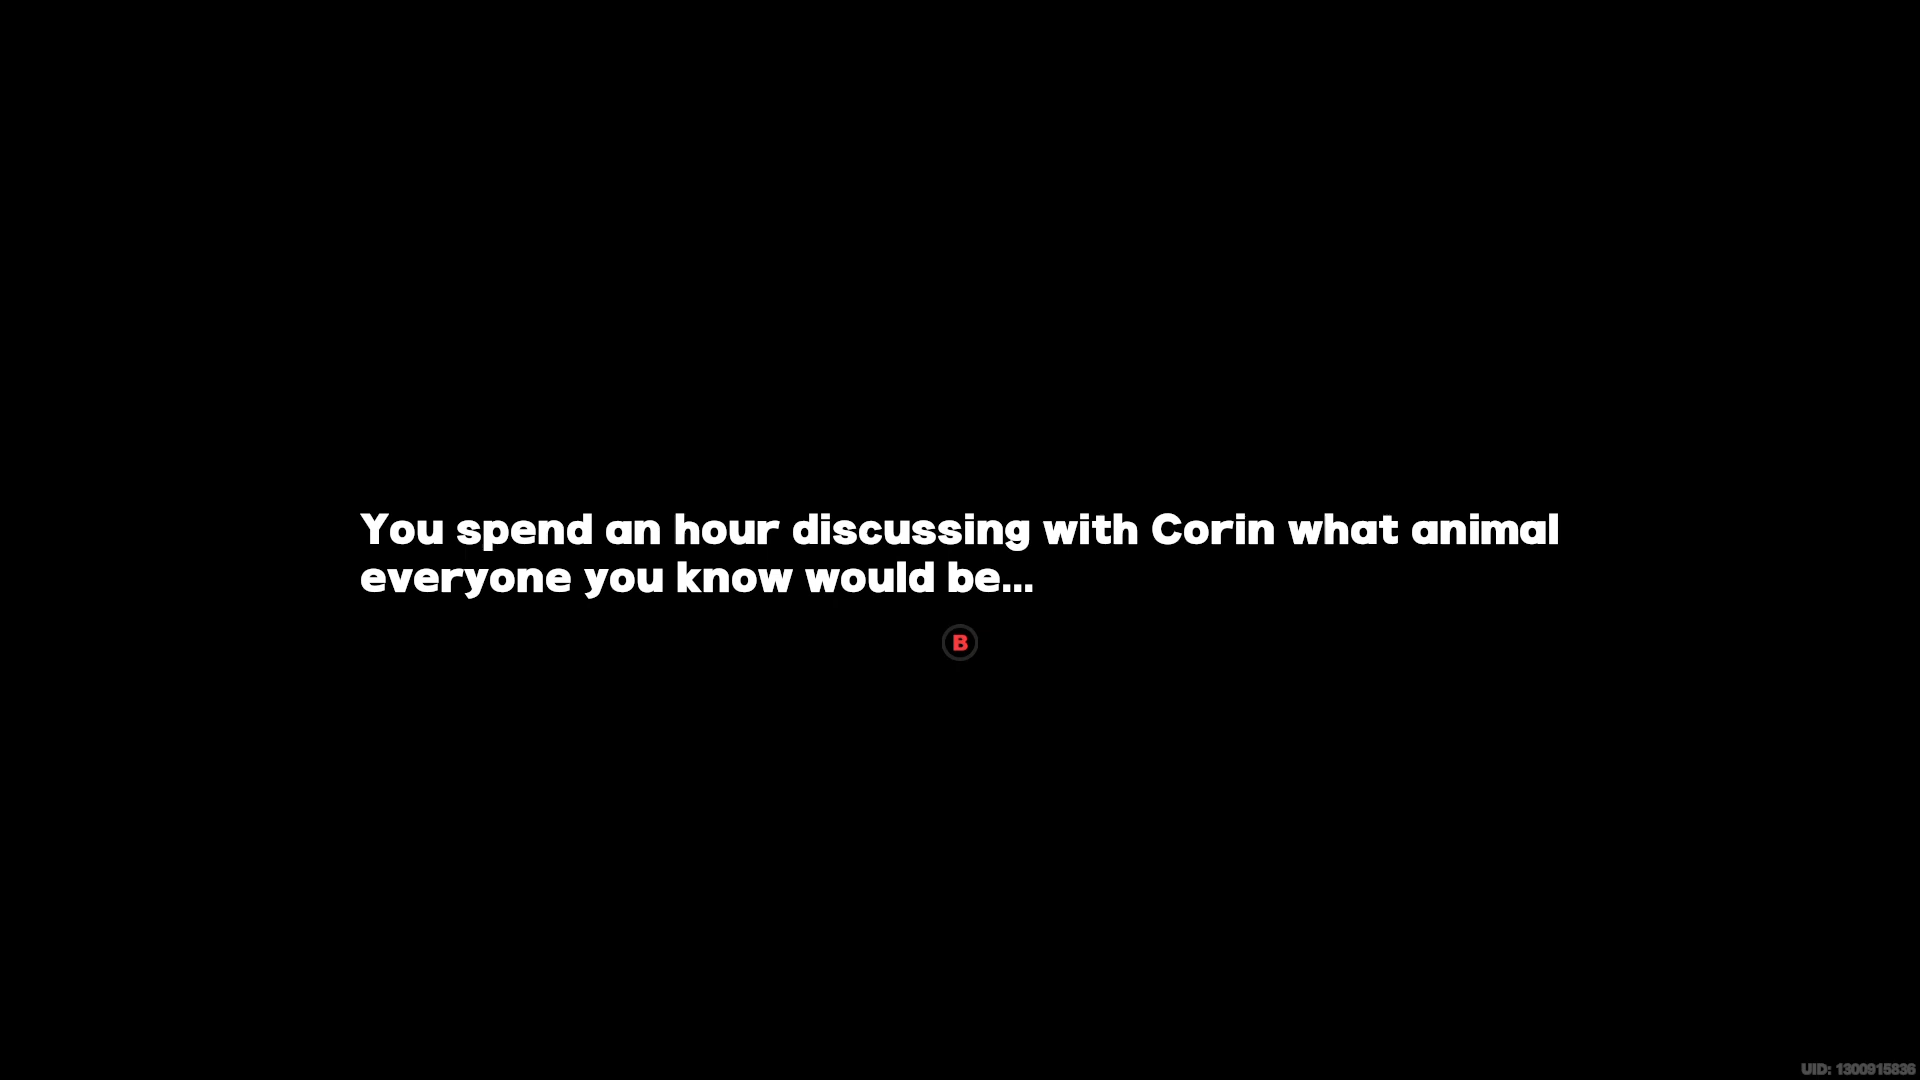 You spend an hour discussing with Corin what animal
everyone you know would be...
B
UID: 1300915836